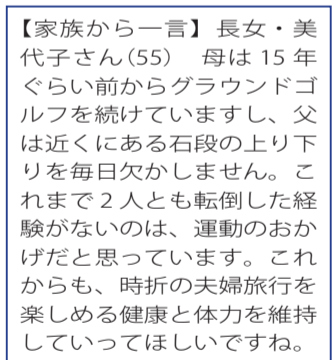 【家族から一言】長女・美
代子さん(55)　母は15年
ぐらい前からグラウンドゴ
ルフを続けていますし、父
は近くにある石段の上り下
りを毎日欠かしません。こ
れまで2人とも転倒した経
験がないのは、運動のおか
げだと思っています。これ
からも、時折の夫婦旅行を
楽しめる健康と体力を維持
していってほしいですね。